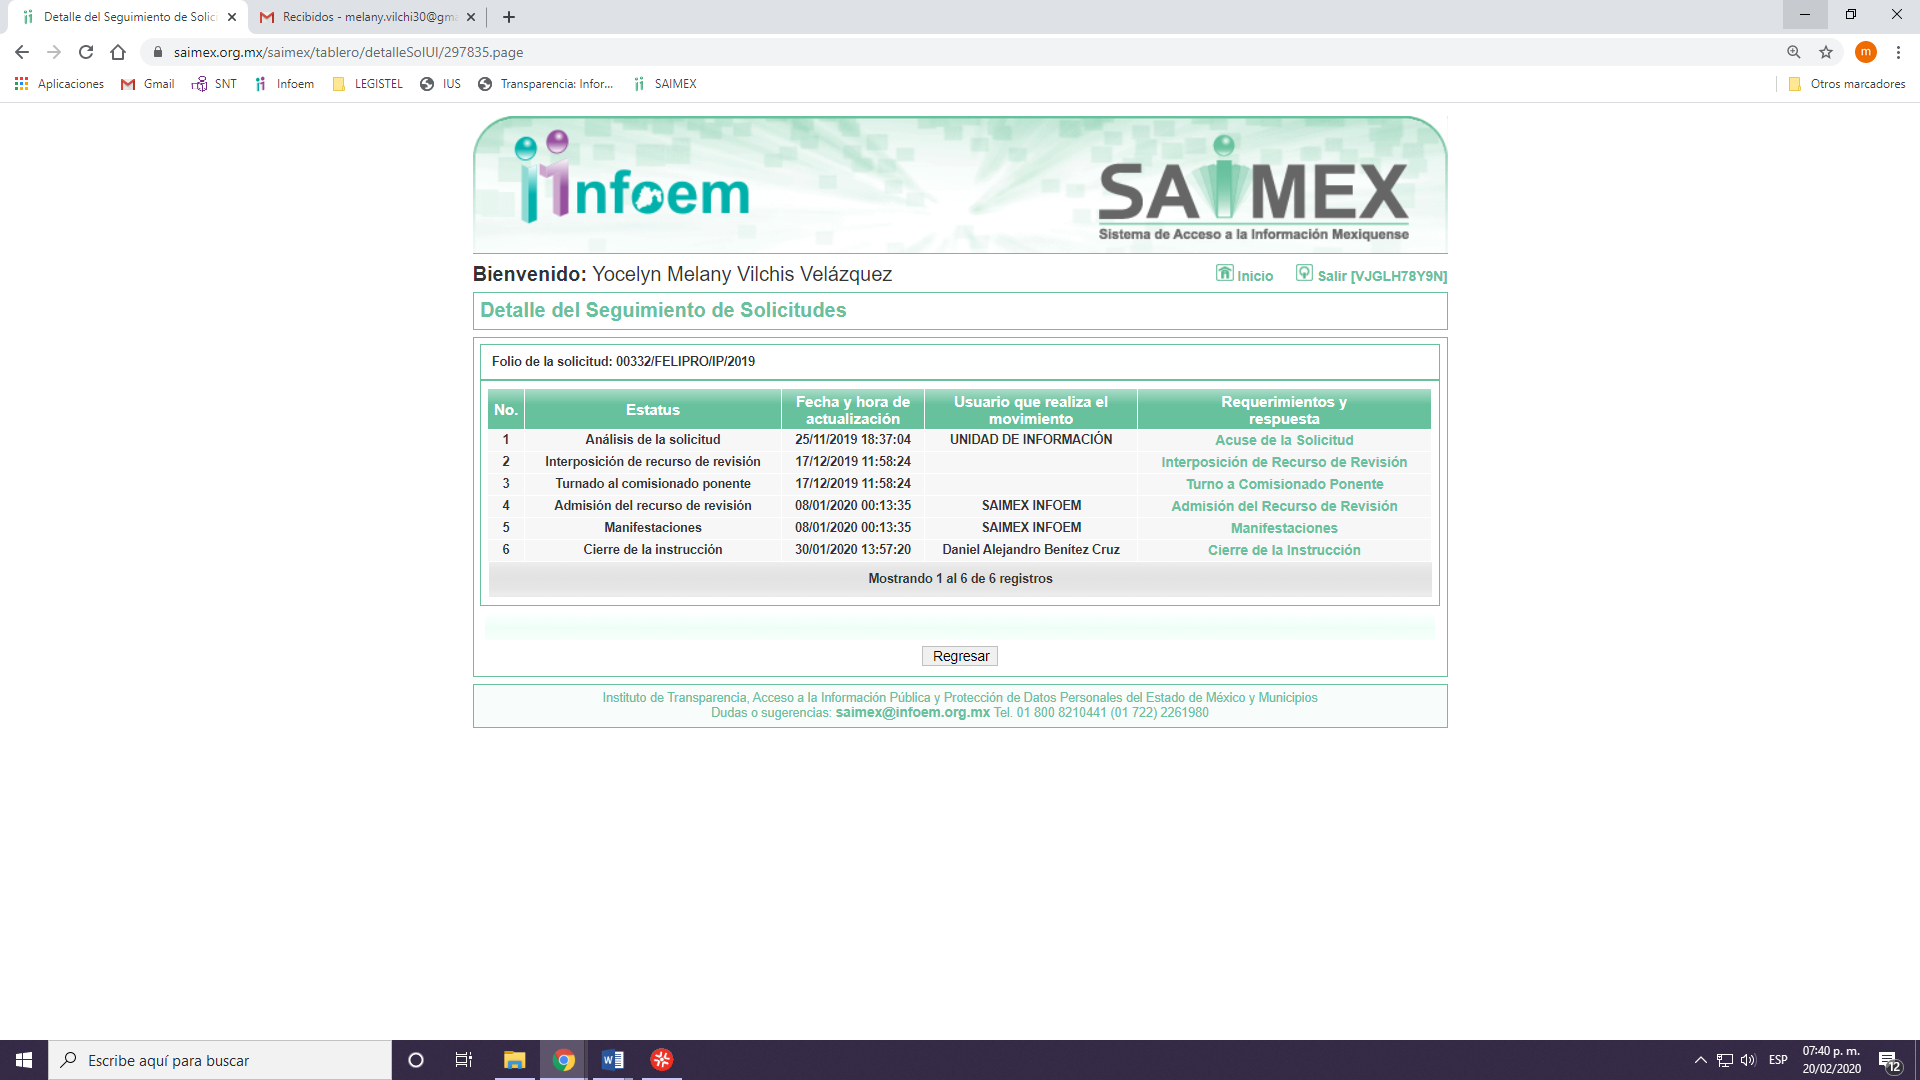 Detalle del Seguimiento de Solici
Recibidos - melany.vilchi30@gma
saimex.org.mx/saimex/tablero/detalleSolUI/297835.page
m
Aplicaciones
Gmail
SNT
Infoem
LEGISTEL
IUS
Transparencia: Infor...
SAIMEX
Otros marcadores
infoem
SAIMEX
Sistema de Acceso a la Información Mexiquense
Bienvenido: Yocelyn Melany Vilchis Velázquez
Inicio
Salir [VJGLH78Y9N]
Detalle del Seguimiento de Solicitudes
Folio de la solicitud: 00332/FELIPRO/IP/2019
No. Estatus Fecha y hora de actualización Usuario que realiza el movimiento Requerimientos y respuesta
1 Análisis de la solicitud 25/11/2019 18:37:04 UNIDAD DE INFORMACIÓN Acuse de la Solicitud
2 Interposición de recurso de revisión 17/12/2019 11:58:24 Interposición de Recurso de Revisión
3 Turnado al comisionado ponente 17/12/2019 11:58:24 Turno a Comisionado Ponente
4 Admisión del recurso de revisión 08/01/2020 00:13:35 SAIMEX INFOEM Admisión del Recurso de Revisión
5 Manifestaciones 08/01/2020 00:13:35 SAIMEX INFOEM Manifestaciones
6 Cierre de la instrucción 30/01/2020 13:57:20 Daniel Alejandro Benítez Cruz Cierre de la Instrucción
Mostrando 1 al 6 de 6 registros
Regresar
Instituto de Transparencia, Acceso a la Información Pública y Protección de Datos Personales del Estado de México y Municipios
Dudas o sugerencias: saimex@infoem.org.mx Tel. 01 800 8210441 (01 722) 2261980
Escribe aquí para buscar
ESP
07:40 p. m.
20/02/2020
12